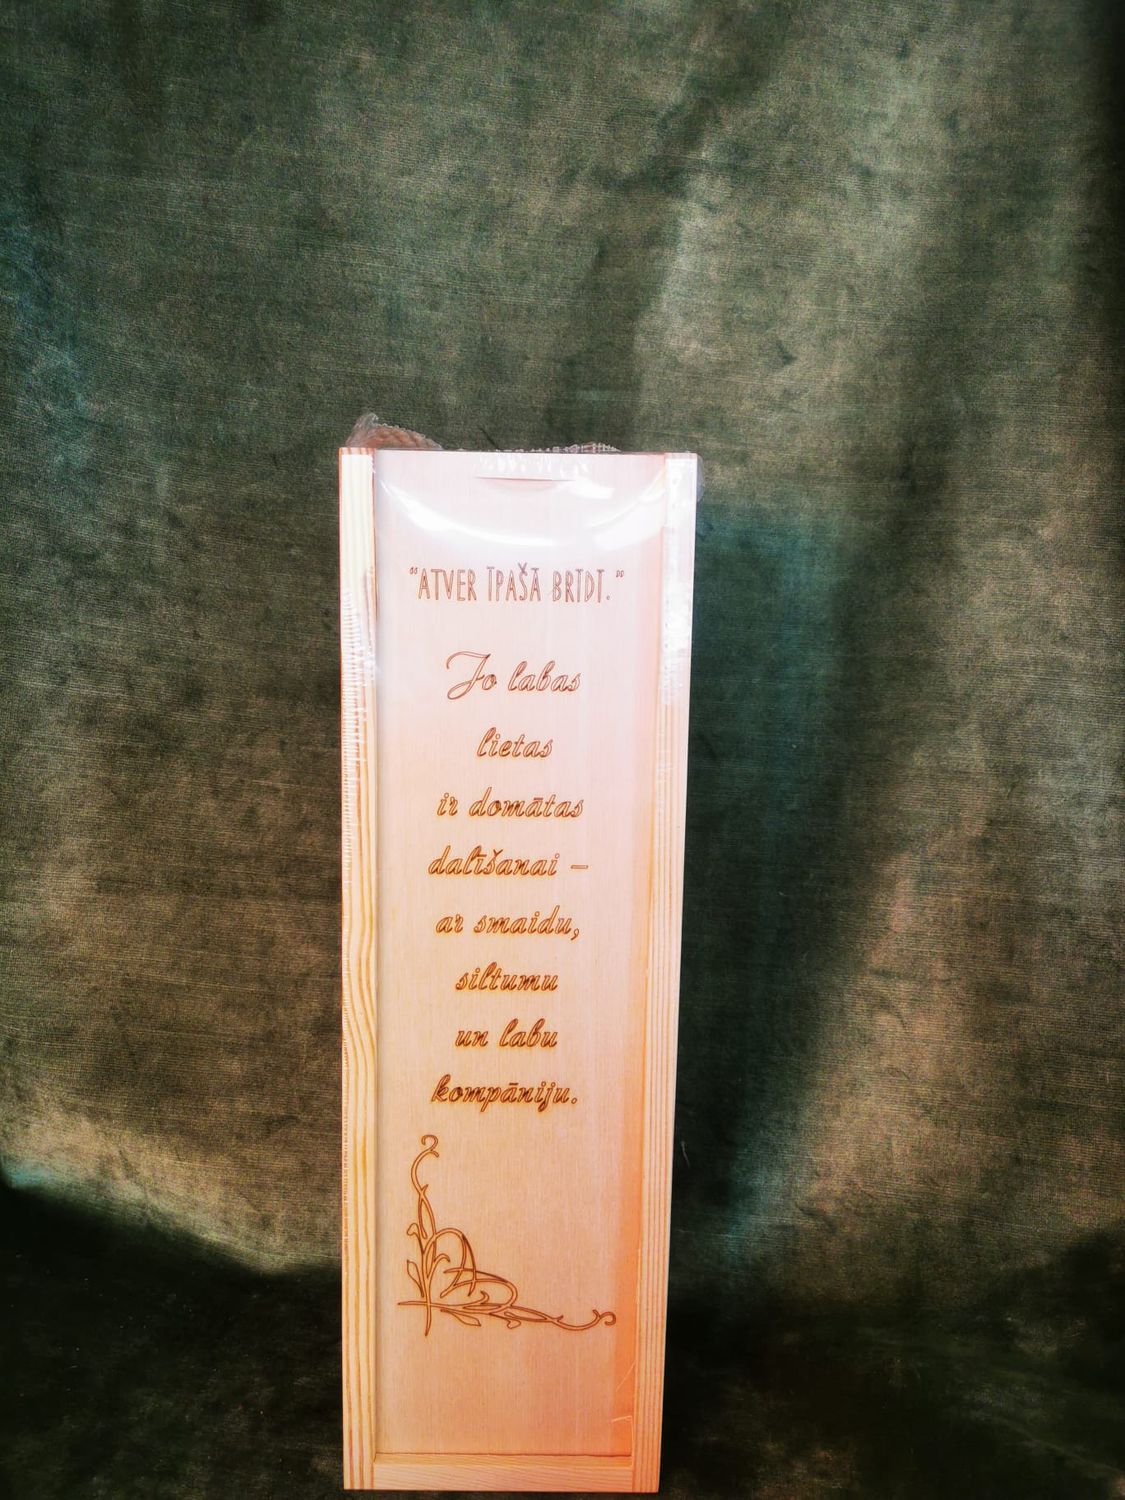 “ATVER ĪPAŠĀ BRĪDĪ.”
Jo labas
lietas
ir domātas
dalīšanai –
ar smaidu,
siltumu
un labu
kompāniju.